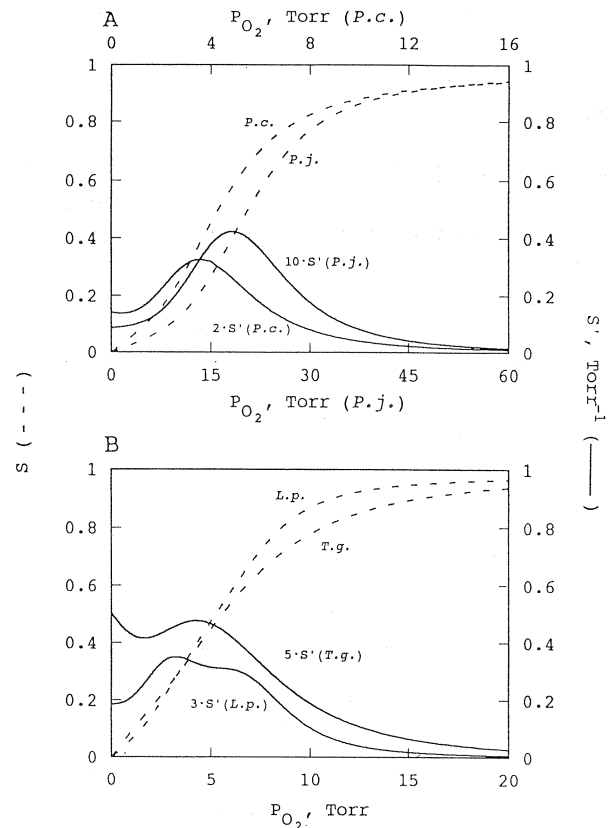 A
P_O2, Torr (P.c.)
0 4 8 12 16
1 1
0.8 0.8
0.6 0.6
0.4 0.4
0.2 0.2
0 0
P.c.
P.j.
10·S'(P.j.)
2·S'(P.c.)
0 15 30 45 60
P_O2, Torr (P.j.)
S (---)
S', Torr⁻¹ (——)
B
1 1
0.8 0.8
0.6 0.6
0.4 0.4
0.2 0.2
0 0
L.p.
T.g.
5·S'(T.g.)
3·S'(L.p.)
0 5 10 15 20
P_O2, Torr